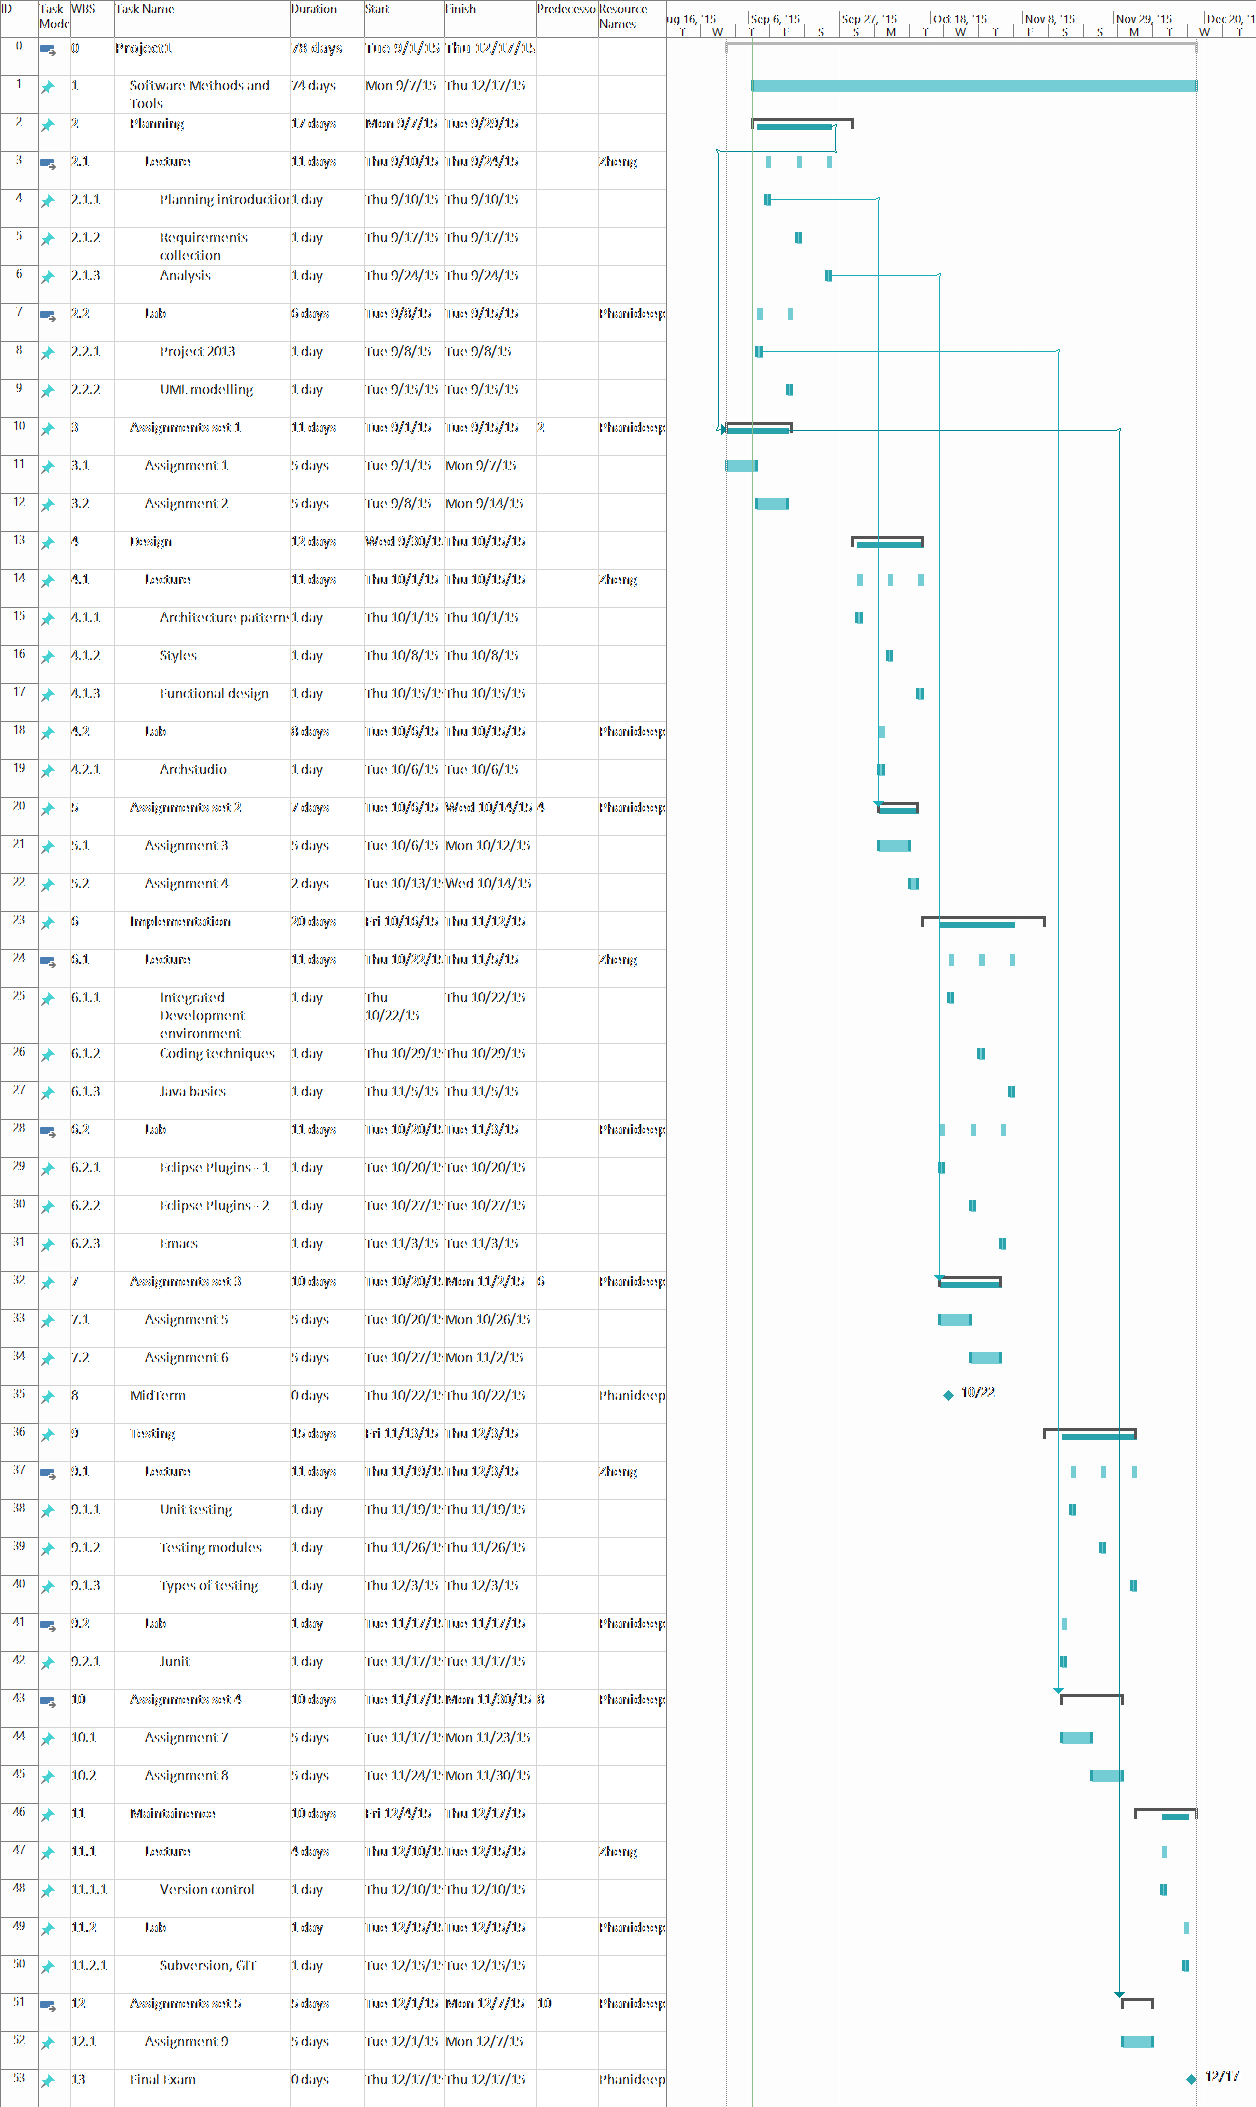 ID Task Mode WBS Task Name Duration Start Finish Predecesso Resource Names
ug 16, '15 Sep 6, '15 Sep 27, '15 Oct 18, '15 Nov 8, '15 Nov 29, '15 Dec 20, '1
T W T F S S M T W T F S S M T W T
0 0 Project1 78 days Tue 9/1/15 Thu 12/17/15
1 1 Software Methods and Tools 74 days Mon 9/7/15 Thu 12/17/15
2 2 Planning 17 days Mon 9/7/15 Tue 9/29/15
3 2.1 Lecture 11 days Thu 9/10/15 Thu 9/24/15 Zheng
4 2.1.1 Planning introduction 1 day Thu 9/10/15 Thu 9/10/15
5 2.1.2 Requirements collection 1 day Thu 9/17/15 Thu 9/17/15
6 2.1.3 Analysis 1 day Thu 9/24/15 Thu 9/24/15
7 2.2 Lab 6 days Tue 9/8/15 Tue 9/15/15 Phanideep
8 2.2.1 Project 2013 1 day Tue 9/8/15 Tue 9/8/15
9 2.2.2 UML modelling 1 day Tue 9/15/15 Tue 9/15/15
10 3 Assignments set 1 11 days Tue 9/1/15 Tue 9/15/15 2 Phanideep
11 3.1 Assignment 1 5 days Tue 9/1/15 Mon 9/7/15
12 3.2 Assignment 2 5 days Tue 9/8/15 Mon 9/14/15
13 4 Design 12 days Wed 9/30/15 Thu 10/15/15
14 4.1 Lecture 11 days Thu 10/1/15 Thu 10/15/15 Zheng
15 4.1.1 Architecture patterns 1 day Thu 10/1/15 Thu 10/1/15
16 4.1.2 Styles 1 day Thu 10/8/15 Thu 10/8/15
17 4.1.3 Functional design 1 day Thu 10/15/15 Thu 10/15/15
18 4.2 Lab 8 days Tue 10/6/15 Thu 10/15/15 Phanideep
19 4.2.1 Archstudio 1 day Tue 10/6/15 Tue 10/6/15
20 5 Assignments set 2 7 days Tue 10/6/15 Wed 10/14/15 4 Phanideep
21 5.1 Assignment 3 5 days Tue 10/6/15 Mon 10/12/15
22 5.2 Assignment 4 2 days Tue 10/13/15 Wed 10/14/15
23 6 Implementation 20 days Fri 10/16/15 Thu 11/12/15
24 6.1 Lecture 11 days Thu 10/22/15 Thu 11/5/15 Zheng
25 6.1.1 Integrated Development environment 1 day Thu 10/22/15 Thu 10/22/15
26 6.1.2 Coding techniques 1 day Thu 10/29/15 Thu 10/29/15
27 6.1.3 Java basics 1 day Thu 11/5/15 Thu 11/5/15
28 6.2 Lab 11 days Tue 10/20/15 Tue 11/3/15 Phanideep
29 6.2.1 Eclipse Plugins - 1 1 day Tue 10/20/15 Tue 10/20/15
30 6.2.2 Eclipse Plugins - 2 1 day Tue 10/27/15 Tue 10/27/15
31 6.2.3 Emacs 1 day Tue 11/3/15 Tue 11/3/15
32 7 Assignments set 3 10 days Tue 10/20/15 Mon 11/2/15 6 Phanideep
33 7.1 Assignment 5 5 days Tue 10/20/15 Mon 10/26/15
34 7.2 Assignment 6 5 days Tue 10/27/15 Mon 11/2/15
35 8 MidTerm 0 days Thu 10/22/15 Thu 10/22/15 Phanideep 10/22
36 9 Testing 15 days Fri 11/13/15 Thu 12/3/15
37 9.1 Lecture 11 days Thu 11/19/15 Thu 12/3/15 Zheng
38 9.1.1 Unit testing 1 day Thu 11/19/15 Thu 11/19/15
39 9.1.2 Testing modules 1 day Thu 11/26/15 Thu 11/26/15
40 9.1.3 Types of testing 1 day Thu 12/3/15 Thu 12/3/15
41 9.2 Lab 1 day Tue 11/17/15 Tue 11/17/15 Phanideep
42 9.2.1 Junit 1 day Tue 11/17/15 Tue 11/17/15
43 10 Assignments set 4 10 days Tue 11/17/15 Mon 11/30/15 8 Phanideep
44 10.1 Assignment 7 5 days Tue 11/17/15 Mon 11/23/15
45 10.2 Assignment 8 5 days Tue 11/24/15 Mon 11/30/15
46 11 Maintainence 10 days Fri 12/4/15 Thu 12/17/15
47 11.1 Lecture 4 days Thu 12/10/15 Tue 12/15/15 Zheng
48 11.1.1 Version control 1 day Thu 12/10/15 Thu 12/10/15
49 11.2 Lab 1 day Tue 12/15/15 Tue 12/15/15 Phanideep
50 11.2.1 Subversion, GIT 1 day Tue 12/15/15 Tue 12/15/15
51 12 Assignments set 5 5 days Tue 12/1/15 Mon 12/7/15 10 Phanideep
52 12.1 Assignment 9 5 days Tue 12/1/15 Mon 12/7/15
53 13 Final Exam 0 days Thu 12/17/15 Thu 12/17/15 Phanideep 12/17